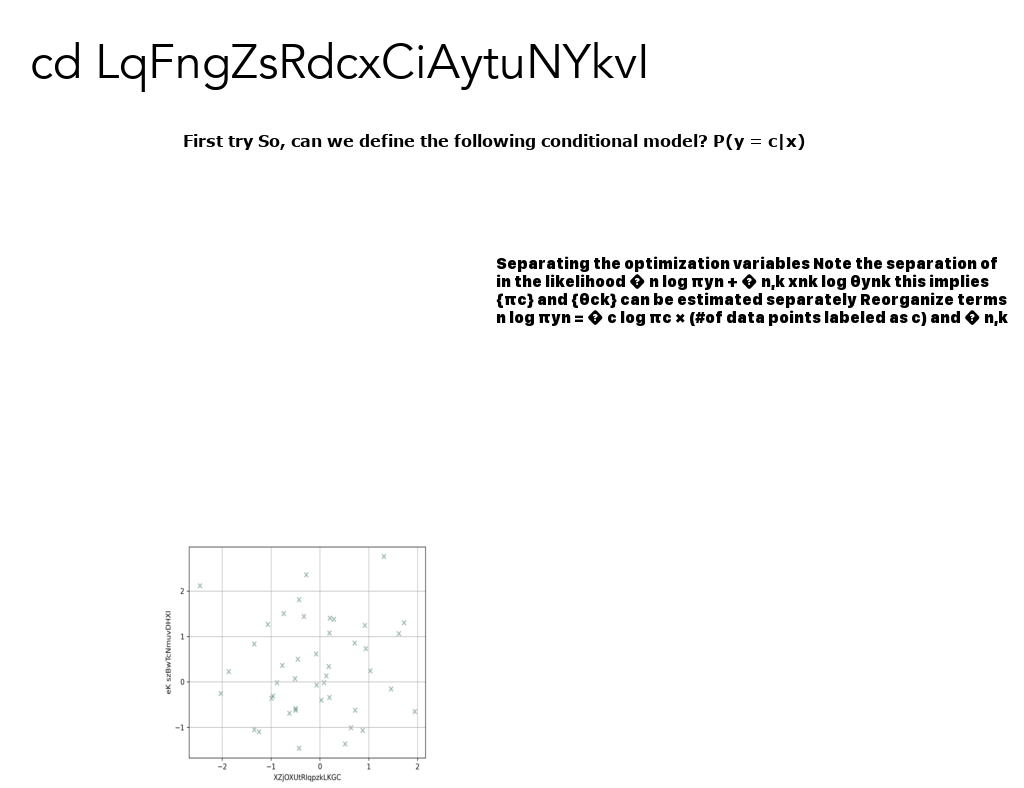 cd LqFngZsRdcxCiAytuNYkvI
First try So, can we define the following conditional model? P(y = c|x)
Separating the optimization variables Note the separation of
in the likelihood � n log πyn + � n,k xnk log θynk this implies
{πc} and {θck} can be estimated separately Reorganize terms
n log πyn = � c log πc × (#of data points labeled as c) and � n,k
eK szBwTcNmuvDHXI
2
1
0
−1
−2 −1 0 1 2
XZjOXUtRIqpzkLKGC